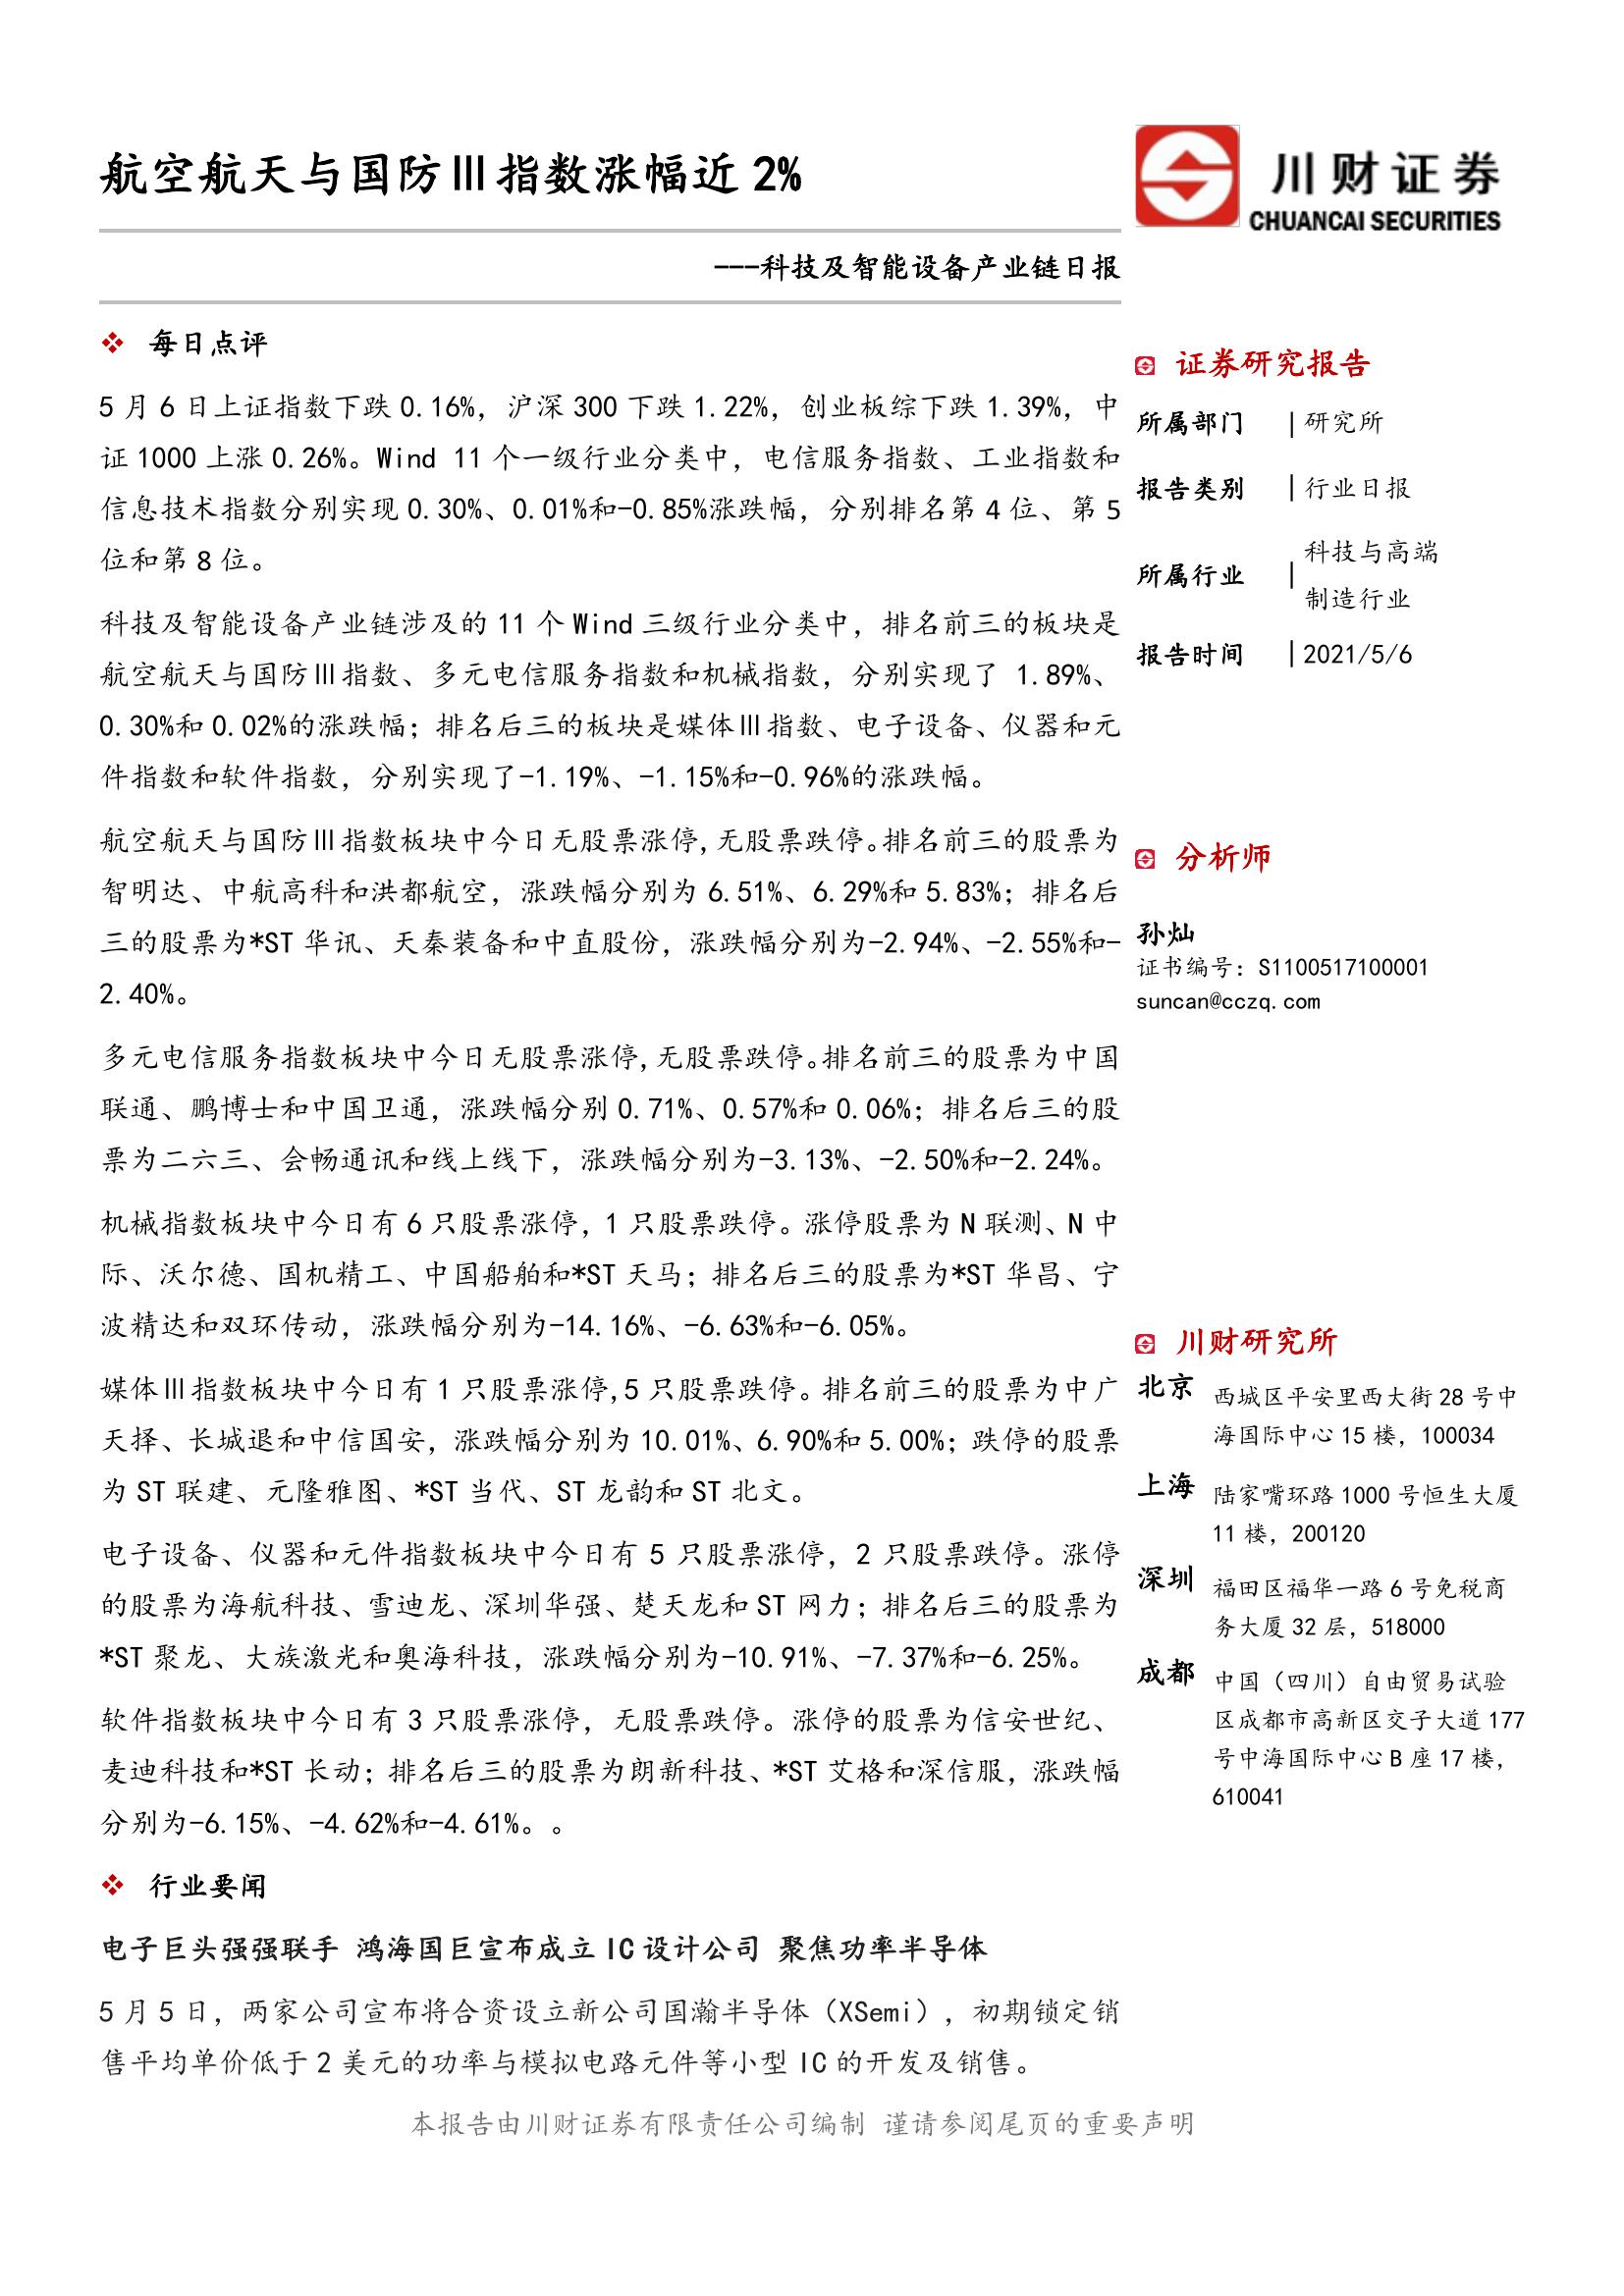 航空航天与国防Ⅲ指数涨幅近 2%
川财证券
CHUANCAI SECURITIES
---科技及智能设备产业链日报
每日点评
5 月 6 日上证指数下跌 0.16%，沪深 300 下跌 1.22%，创业板综下跌 1.39%，中
证 1000 上涨 0.26%。Wind 11 个一级行业分类中，电信服务指数、工业指数和
信息技术指数分别实现 0.30%、0.01%和-0.85%涨跌幅，分别排名第 4 位、第 5
位和第 8 位。
科技及智能设备产业链涉及的 11 个 Wind 三级行业分类中，排名前三的板块是
航空航天与国防Ⅲ指数、多元电信服务指数和机械指数，分别实现了 1.89%、
0.30%和 0.02%的涨跌幅；排名后三的板块是媒体Ⅲ指数、电子设备、仪器和元
件指数和软件指数，分别实现了-1.19%、-1.15%和-0.96%的涨跌幅。
航空航天与国防Ⅲ指数板块中今日无股票涨停,无股票跌停。排名前三的股票为
智明达、中航高科和洪都航空，涨跌幅分别为 6.51%、6.29%和 5.83%；排名后
三的股票为*ST 华讯、天秦装备和中直股份，涨跌幅分别为-2.94%、-2.55%和-
2.40%。
多元电信服务指数板块中今日无股票涨停,无股票跌停。排名前三的股票为中国
联通、鹏博士和中国卫通，涨跌幅分别 0.71%、0.57%和 0.06%；排名后三的股
票为二六三、会畅通讯和线上线下，涨跌幅分别为-3.13%、-2.50%和-2.24%。
机械指数板块中今日有 6 只股票涨停，1 只股票跌停。涨停股票为 N 联测、N 中
际、沃尔德、国机精工、中国船舶和*ST 天马；排名后三的股票为*ST 华昌、宁
波精达和双环传动，涨跌幅分别为-14.16%、-6.63%和-6.05%。
媒体Ⅲ指数板块中今日有 1 只股票涨停,5 只股票跌停。排名前三的股票为中广
天择、长城退和中信国安，涨跌幅分别为 10.01%、6.90%和 5.00%；跌停的股票
为 ST 联建、元隆雅图、*ST 当代、ST 龙韵和 ST 北文。
电子设备、仪器和元件指数板块中今日有 5 只股票涨停，2 只股票跌停。涨停
的股票为海航科技、雪迪龙、深圳华强、楚天龙和 ST 网力；排名后三的股票为
*ST 聚龙、大族激光和奥海科技，涨跌幅分别为-10.91%、-7.37%和-6.25%。
软件指数板块中今日有 3 只股票涨停，无股票跌停。涨停的股票为信安世纪、
麦迪科技和*ST 长动；排名后三的股票为朗新科技、*ST 艾格和深信服，涨跌幅
分别为-6.15%、-4.62%和-4.61%。。
行业要闻
电子巨头强强联手 鸿海国巨宣布成立 IC 设计公司 聚焦功率半导体
5 月 5 日，两家公司宣布将合资设立新公司国瀚半导体（XSemi），初期锁定销
售平均单价低于 2 美元的功率与模拟电路元件等小型 IC 的开发及销售。
证券研究报告
所属部门 | 研究所
报告类别 | 行业日报
所属行业 | 科技与高端
制造行业
报告时间 | 2021/5/6
分析师
孙灿
证书编号：S1100517100001
suncan@cczq.com
川财研究所
北京 西城区平安里西大街 28 号中
海国际中心 15 楼，100034
上海 陆家嘴环路 1000 号恒生大厦
11 楼，200120
深圳 福田区福华一路 6 号免税商
务大厦 32 层，518000
成都 中国（四川）自由贸易试验
区成都市高新区交子大道 177
号中海国际中心 B 座 17 楼，
610041
本报告由川财证券有限责任公司编制 谨请参阅尾页的重要声明